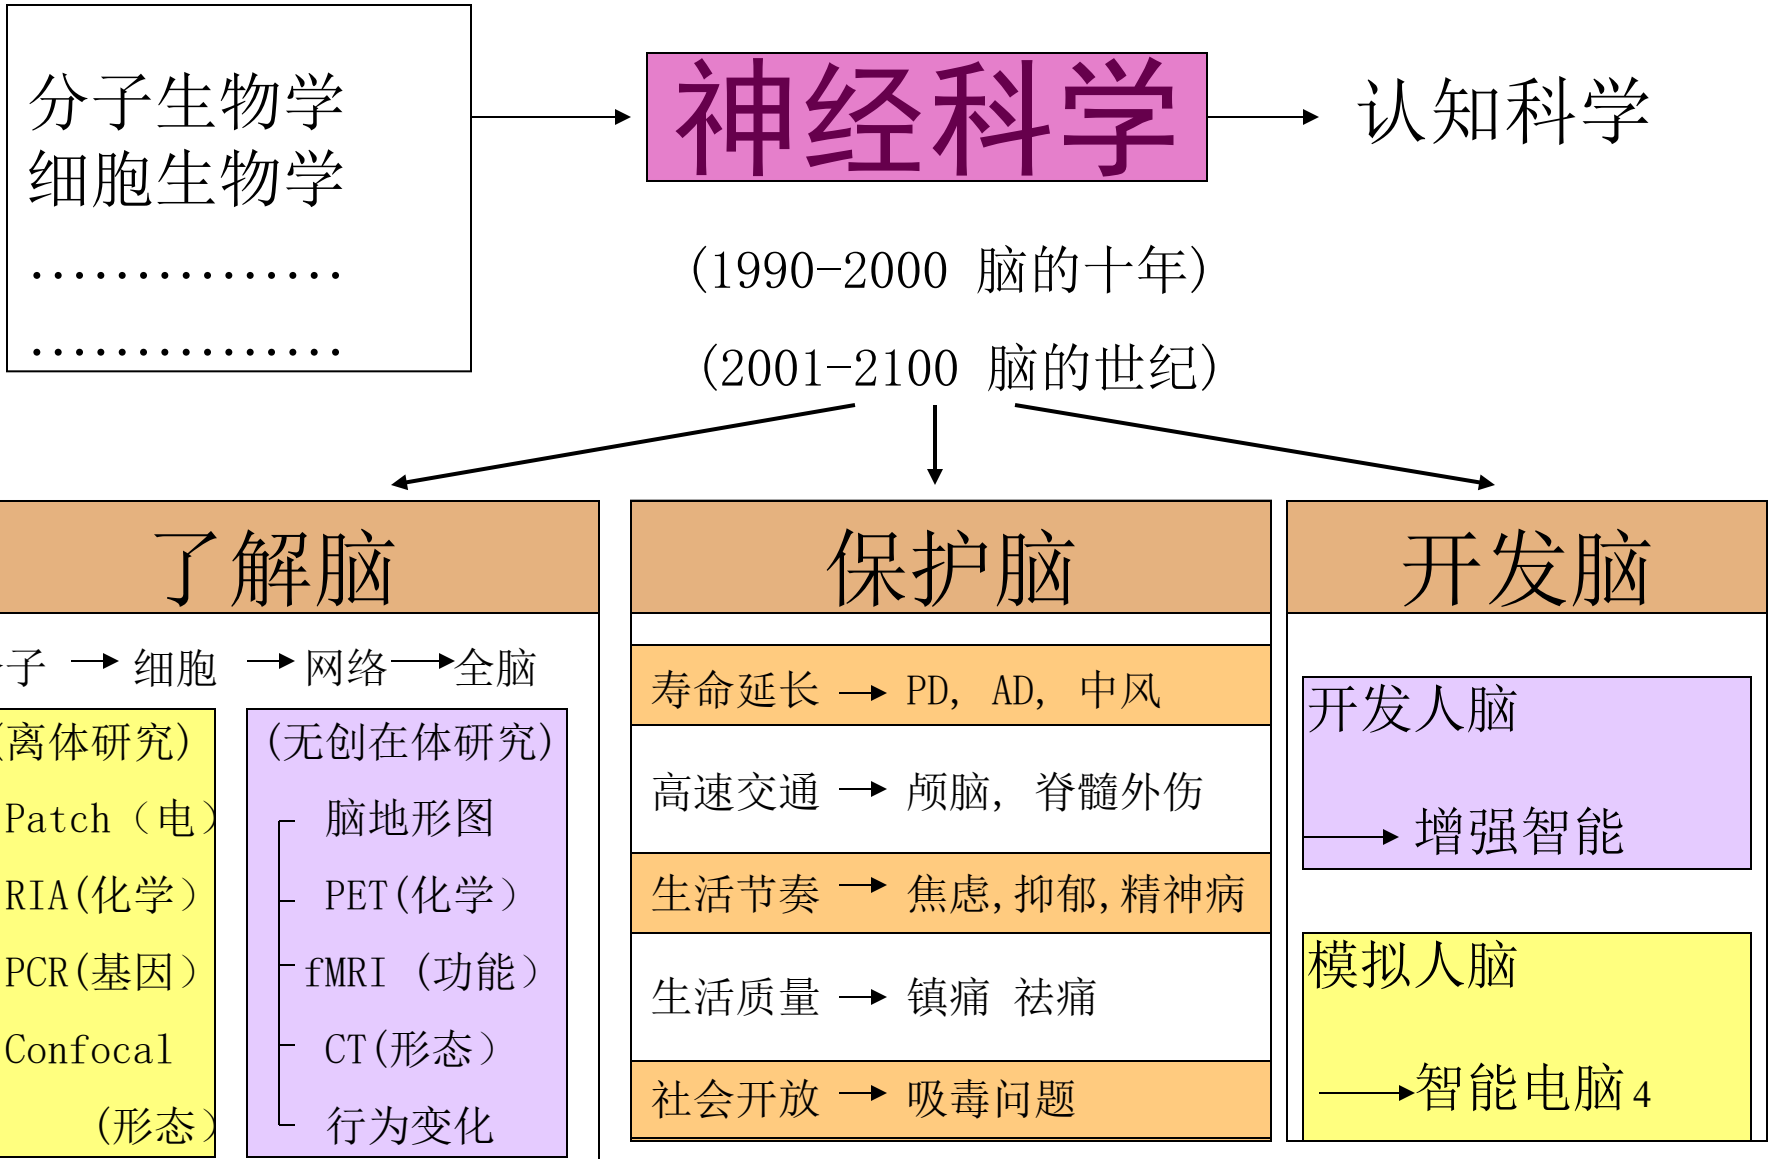 分子生物学
细胞生物学
……………
……………
神经科学
认知科学
(1990-2000 脑的十年)
(2001-2100 脑的世纪)
了解脑
子 细胞 网络 全脑
(离体研究)
Patch（电）
RIA(化学）
PCR(基因）
Confocal
(形态）
(无创在体研究)
脑地形图
PET(化学）
fMRI (功能）
CT(形态）
行为变化
保护脑
寿命延长 PD, AD, 中风
高速交通 颅脑, 脊髓外伤
生活节奏 焦虑,抑郁,精神病
生活质量 镇痛 祛痛
社会开放 吸毒问题
开发脑
开发人脑
增强智能
模拟人脑
智能电脑
4